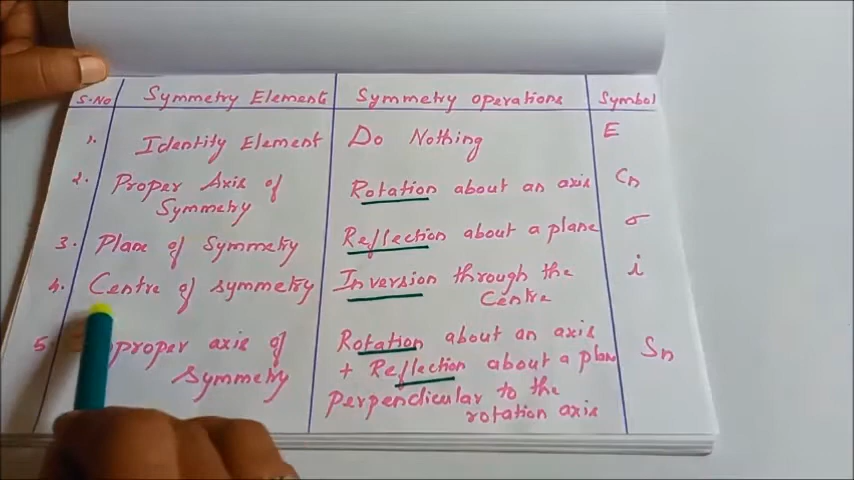 S.No Symmetry Element Symmetry operations Symbol
1. Identity Element Do Nothing E
2. Proper Axis of Symmetry Rotation about an axis Cn
3. Plane of Symmetry Reflection about a plane σ
4. Centre of symmetry Inversion through the Centre i
5 proper axis of Symmetry Rotation about an axis + Reflection about a plane perpendicular to the rotation axis Sn